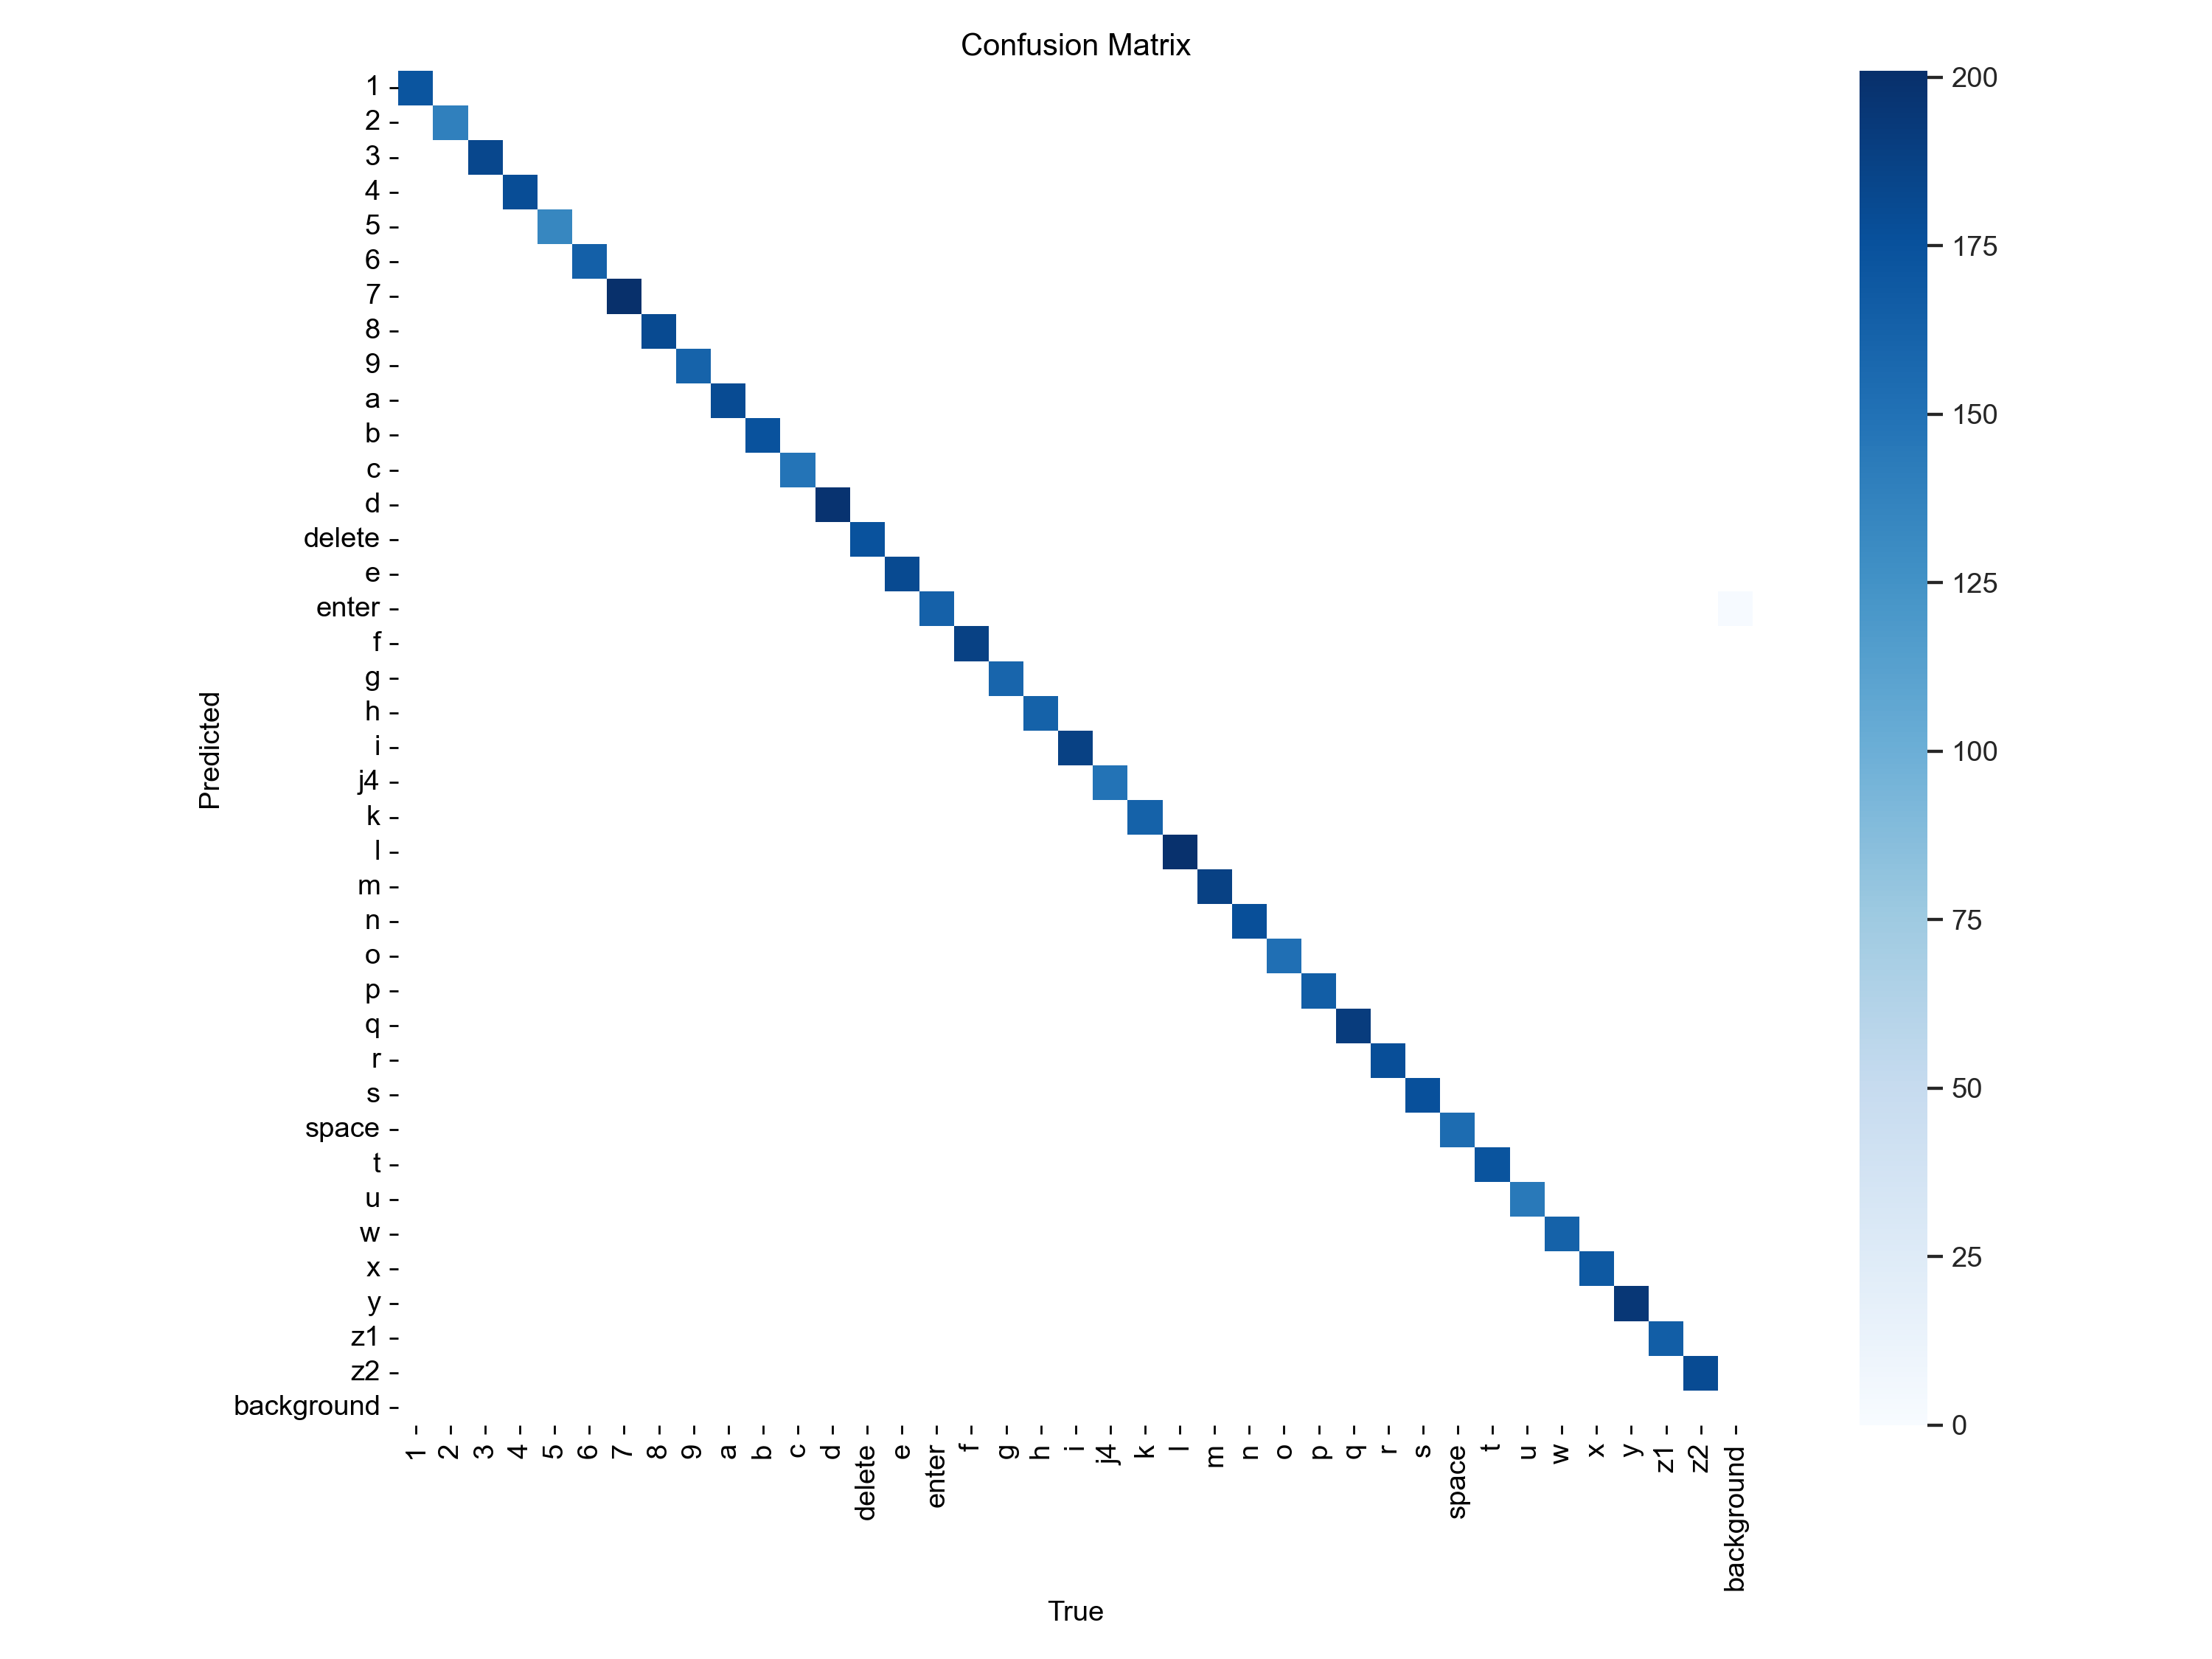 Confusion Matrix
1
2
3
4
5
6
7
8
9
a
b
c
d
delete
e
enter
f
g
h
i
j4
k
l
m
n
o
p
q
r
s
space
t
u
w
x
y
z1
z2
background
Predicted
1 2 3 4 5 6 7 8 9 a b c d delete e enter f g h i j4 k l m n o p q r s space t u w x y z1 z2 background
True
200
175
150
125
100
75
50
25
0